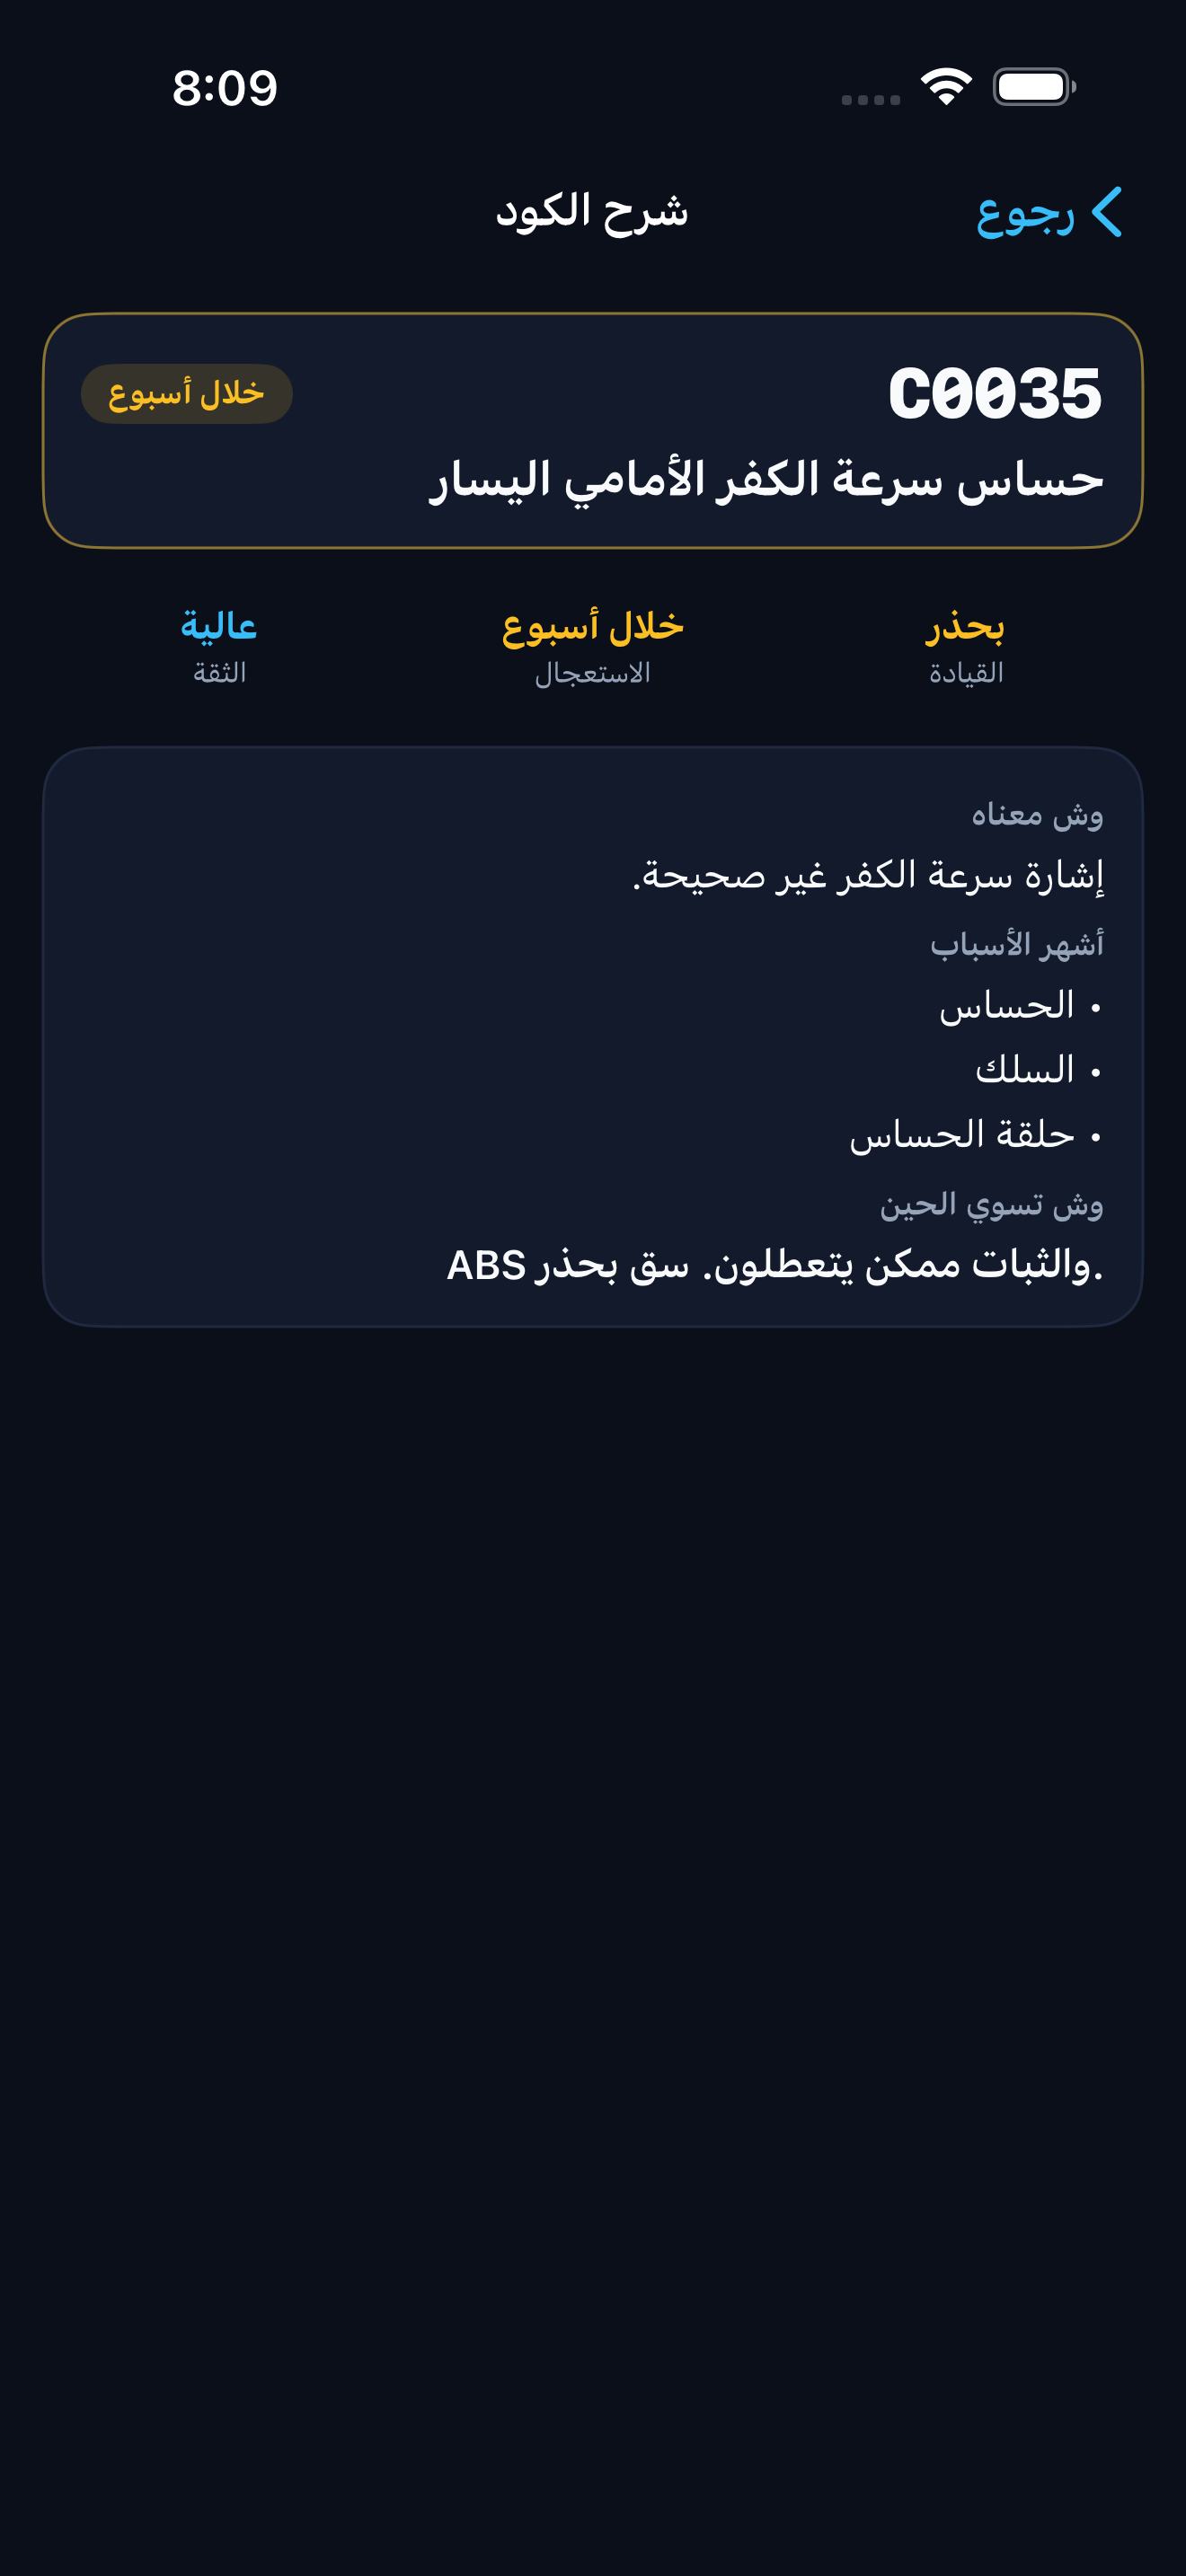 8:09
رجوع
شرح الكود
C0035
خلال أسبوع
حساس سرعة الكفر الأمامي اليسار
بحذر
خلال أسبوع
عالية
القيادة
الاستعجال
الثقة
وش معناه
إشارة سرعة الكفر غير صحيحة.
أشهر الأسباب
• الحساس
• السلك
• حلقة الحساس
وش تسوي الحين
.والثبات ممكن يتعطلون. سق بحذر ABS